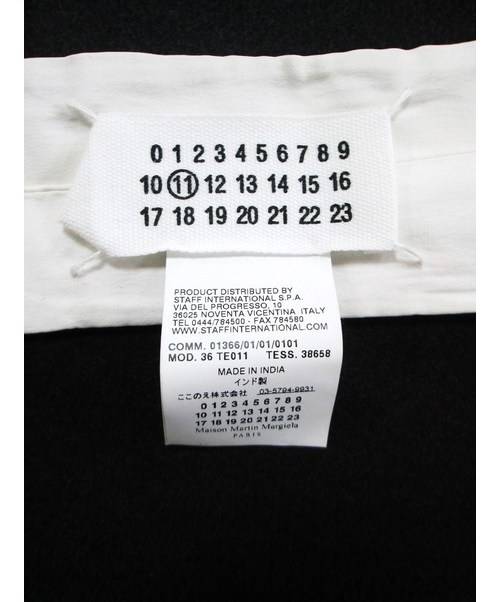 0 1 2 3 4 5 6 7 8 9
10 11 12 13 14 15 16
17 18 19 20 21 22 23
PRODUCT DISTRIBUTED BY
STAFF INTERNATIONAL S.P.A.
VIA DEL PROGRESSO, 10
36025 NOVENTA VICENTINA ITALY
TEL 0444/784500 - FAX 784580
WWW.STAFFINTERNATIONAL.COM
COMM. 01366/01/01/0101
MOD. 36 TE011 TESS. 38658
MADE IN INDIA
インド製
ここのえ株式会社 03-5794-9931
0 1 2 3 4 5 6 7 8 9
10 11 12 13 14 15 16
17 18 19 20 21 22 23
Maison Martin Margiela
PARIS